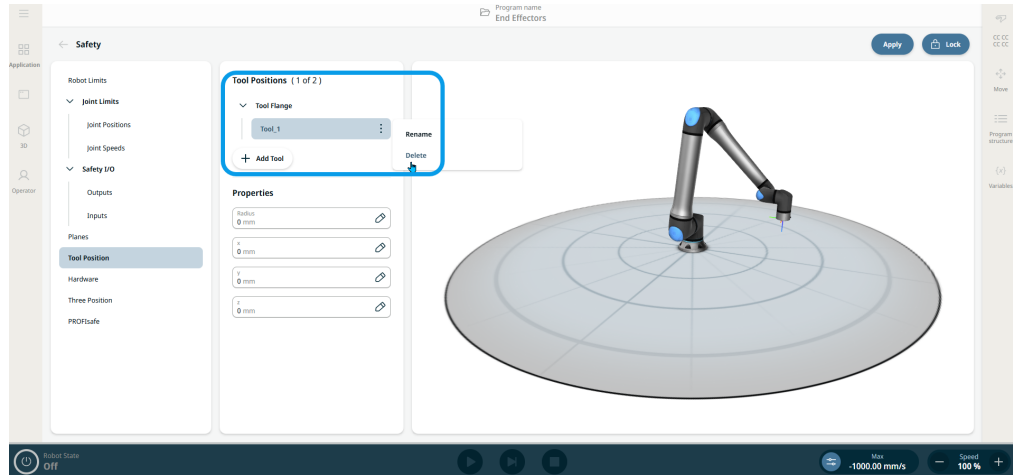 Program name
End Effectors
Safety
Apply
Lock
Application
3D
Operator
Robot Limits
Joint Limits
Joint Positions
Joint Speeds
Safety I/O
Outputs
Inputs
Planes
Tool Position
Hardware
Three Position
PROFIsafe
Tool Positions ( 1 of 2 )
Tool Flange
Tool_1
Rename
Delete
+ Add Tool
Properties
Radius
0 mm
x
0 mm
y
0 mm
z
0 mm
CC CC
CC CC
Move
Program
structure
{x}
Variables
Robot State
Off
Max
-1000.00 mm/s
Speed
100 %